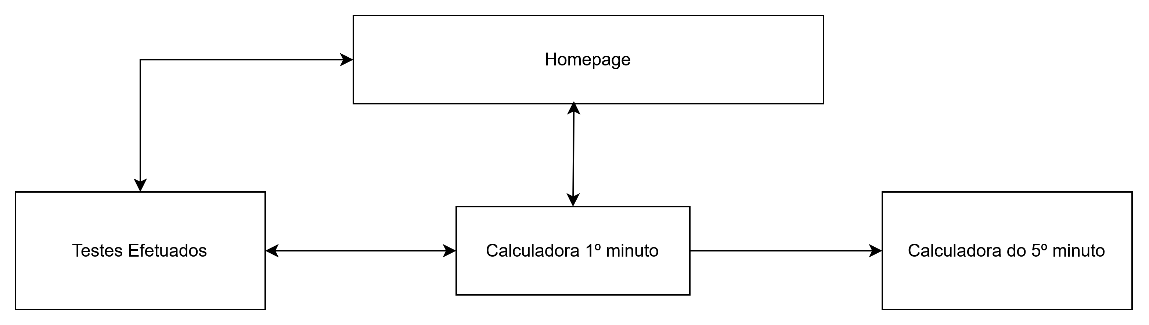 Homepage
Testes Efetuados
Calculadora 1º minuto
Calculadora do 5º minuto